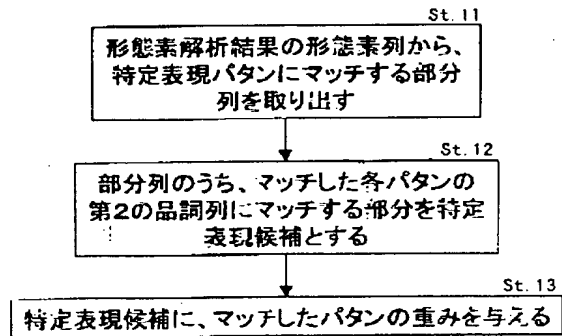 St.11
形態素解析結果の形態素列から、
特定表現パタンにマッチする部分
列を取り出す
St.12
部分列のうち、マッチした各パタンの
第2の品詞列にマッチする部分を特定
表現候補とする
St.13
特定表現候補に、マッチしたパタンの重みを与える